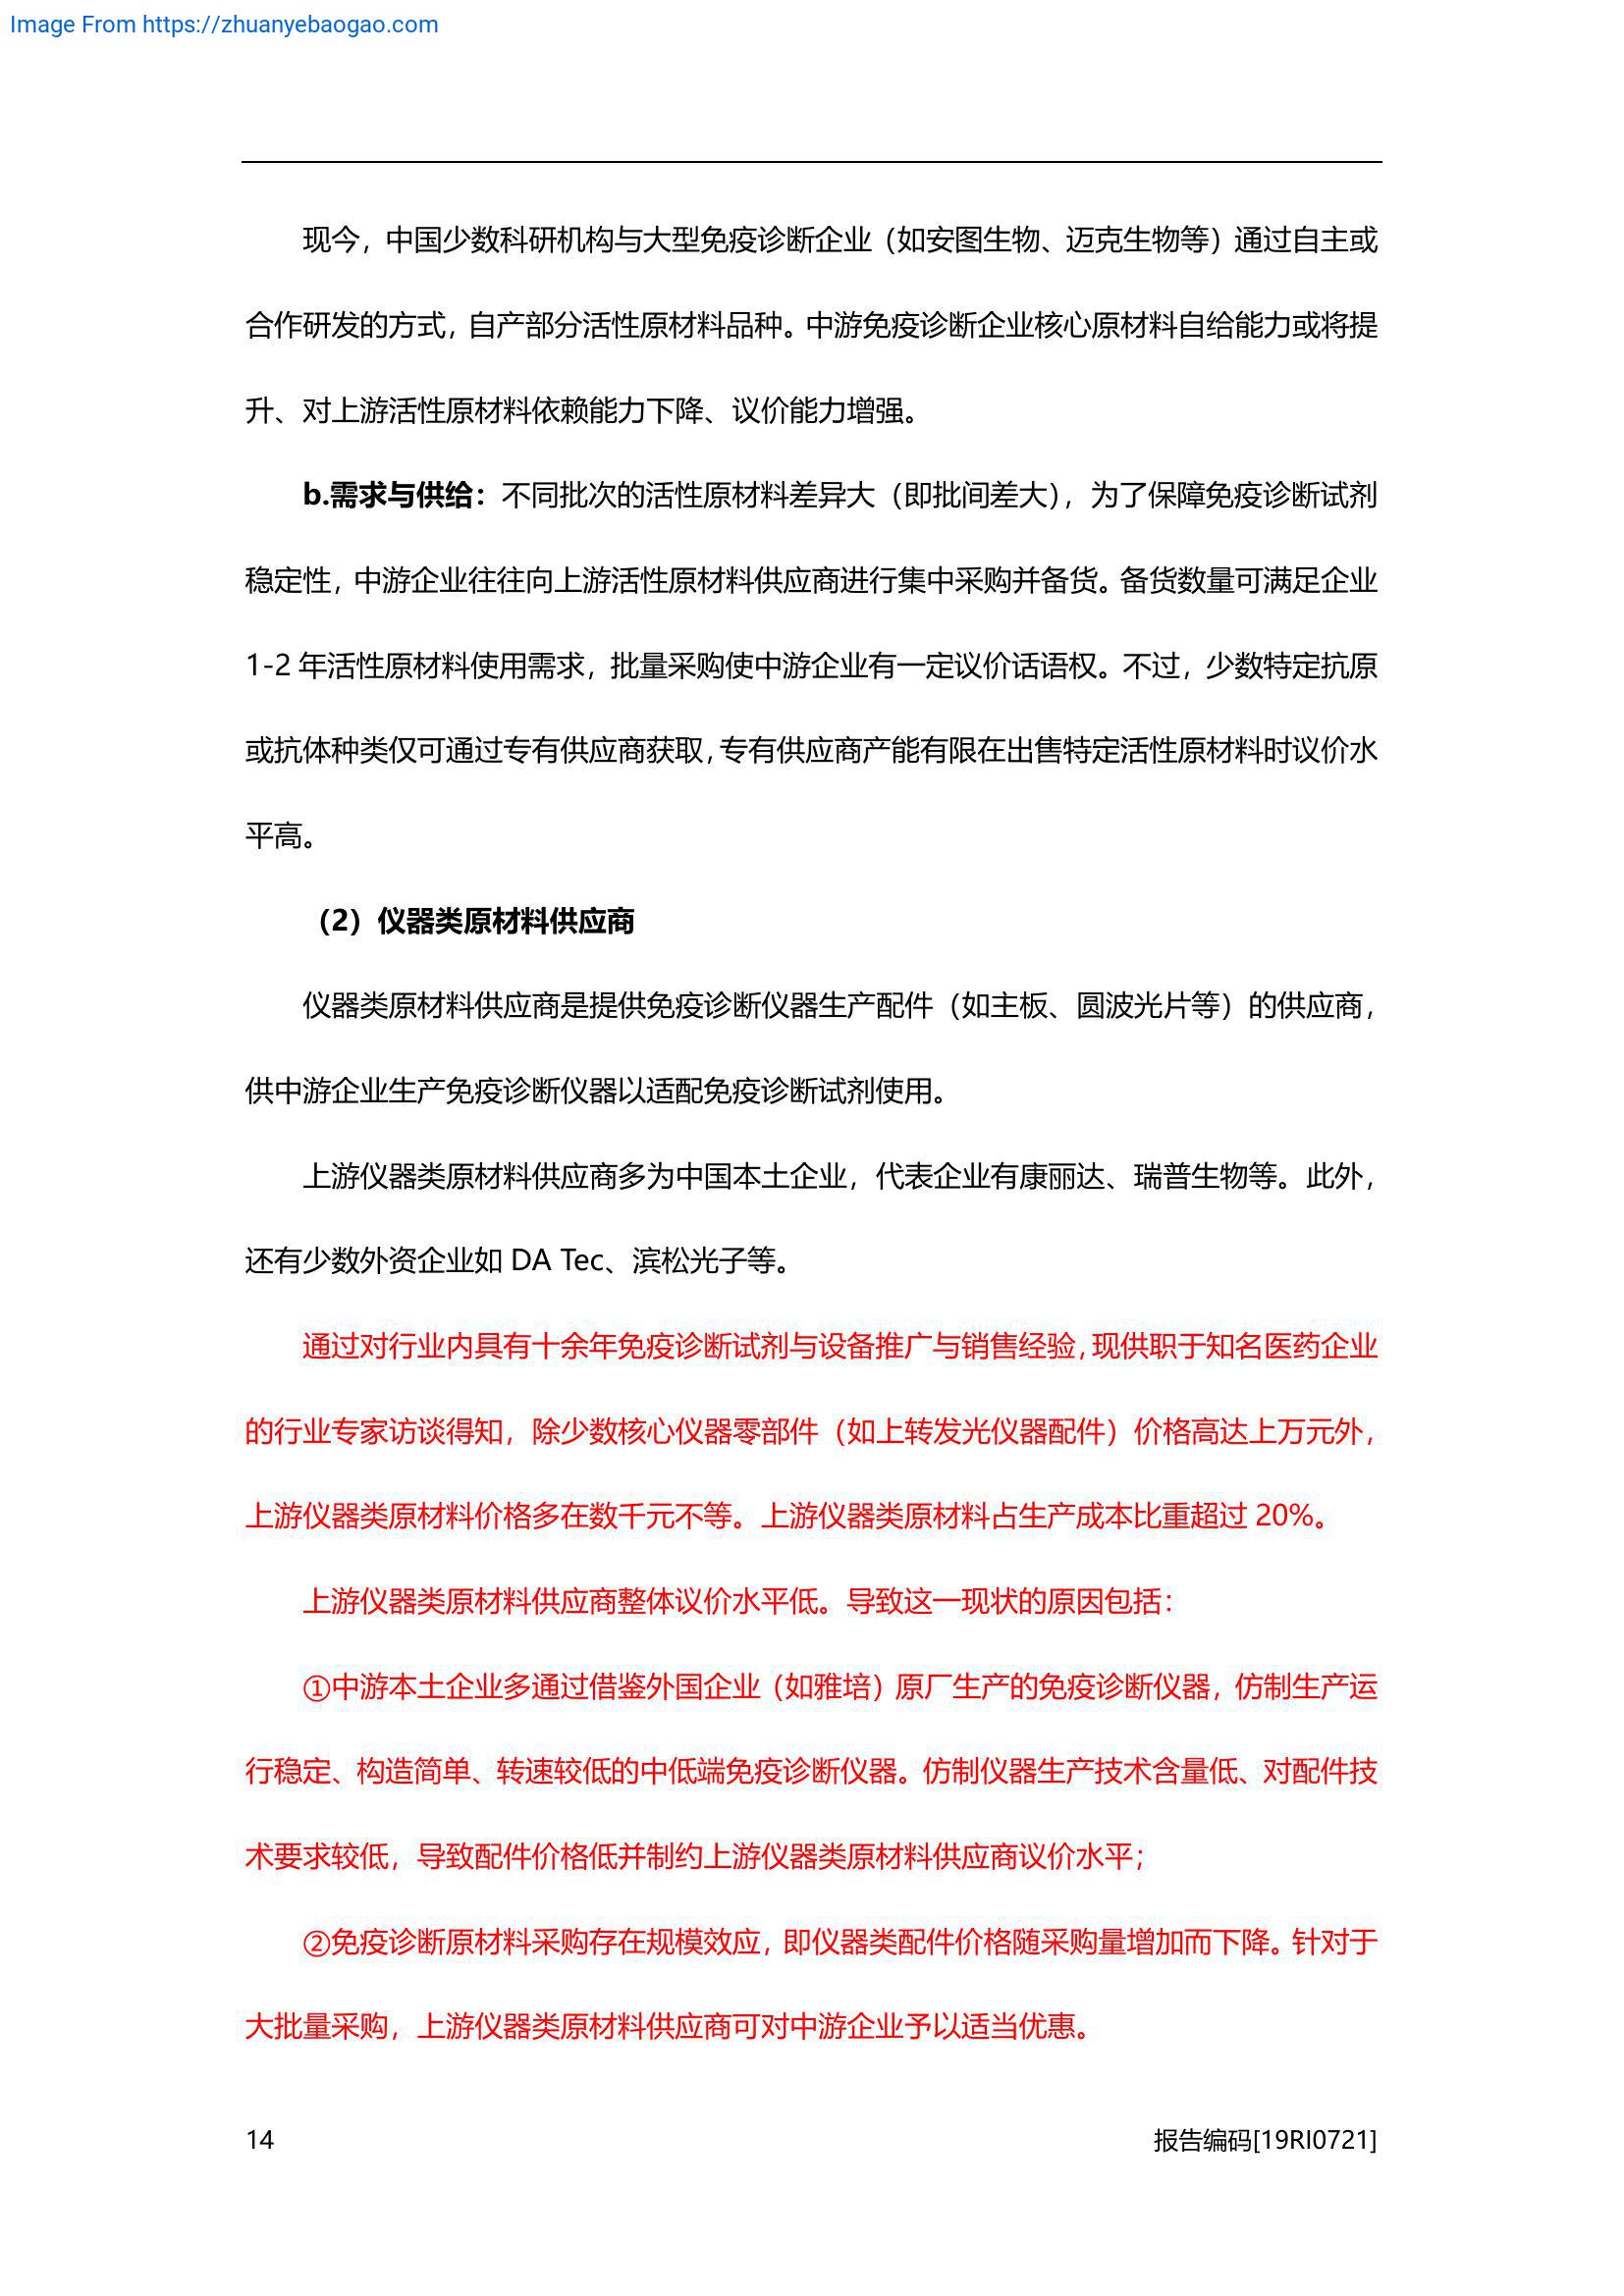 Image From https://zhuanyebaogao.com
现今，中国少数科研机构与大型免疫诊断企业（如安图生物、迈克生物等）通过自主或
合作研发的方式，自产部分活性原材料品种。中游免疫诊断企业核心原材料自给能力或将提
升、对上游活性原材料依赖能力下降、议价能力增强。
b.需求与供给：不同批次的活性原材料差异大（即批间差大），为了保障免疫诊断试剂
稳定性，中游企业往往向上游活性原材料供应商进行集中采购并备货。备货数量可满足企业
1-2 年活性原材料使用需求，批量采购使中游企业有一定议价话语权。不过，少数特定抗原
或抗体种类仅可通过专有供应商获取，专有供应商产能有限在出售特定活性原材料时议价水
平高。
（2）仪器类原材料供应商
仪器类原材料供应商是提供免疫诊断仪器生产配件（如主板、圆波光片等）的供应商，
供中游企业生产免疫诊断仪器以适配免疫诊断试剂使用。
上游仪器类原材料供应商多为中国本土企业，代表企业有康丽达、瑞普生物等。此外，
还有少数外资企业如 DA Tec、滨松光子等。
通过对行业内具有十余年免疫诊断试剂与设备推广与销售经验，现供职于知名医药企业
的行业专家访谈得知，除少数核心仪器零部件（如上转发光仪器配件）价格高达上万元外，
上游仪器类原材料价格多在数千元不等。上游仪器类原材料占生产成本比重超过 20%。
上游仪器类原材料供应商整体议价水平低。导致这一现状的原因包括：
①中游本土企业多通过借鉴外国企业（如雅培）原厂生产的免疫诊断仪器，仿制生产运
行稳定、构造简单、转速较低的中低端免疫诊断仪器。仿制仪器生产技术含量低、对配件技
术要求较低，导致配件价格低并制约上游仪器类原材料供应商议价水平；
②免疫诊断原材料采购存在规模效应，即仪器类配件价格随采购量增加而下降。针对于
大批量采购，上游仪器类原材料供应商可对中游企业予以适当优惠。
14
报告编码[19RI0721]